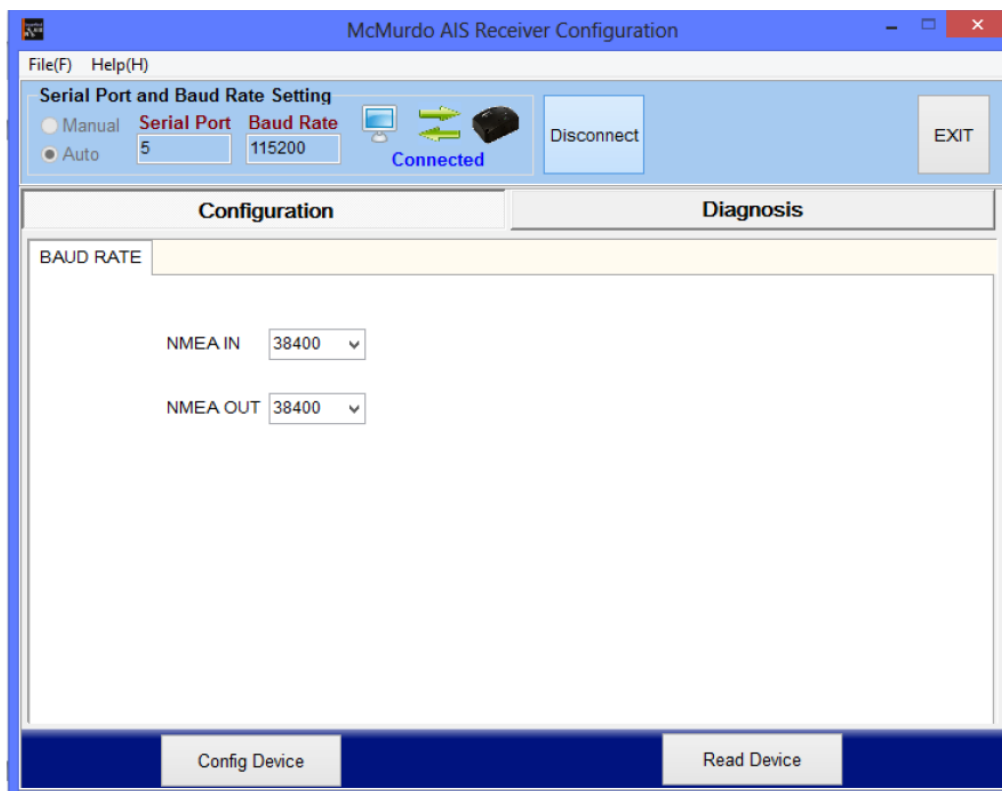 McMurdo AIS Receiver Configuration
File(F) Help(H)
Serial Port and Baud Rate Setting
Manual Serial Port Baud Rate
Auto 5 115200
Connected
Disconnect
EXIT
Configuration Diagnosis
BAUD RATE
NMEA IN 38400
NMEA OUT 38400
Config Device Read Device